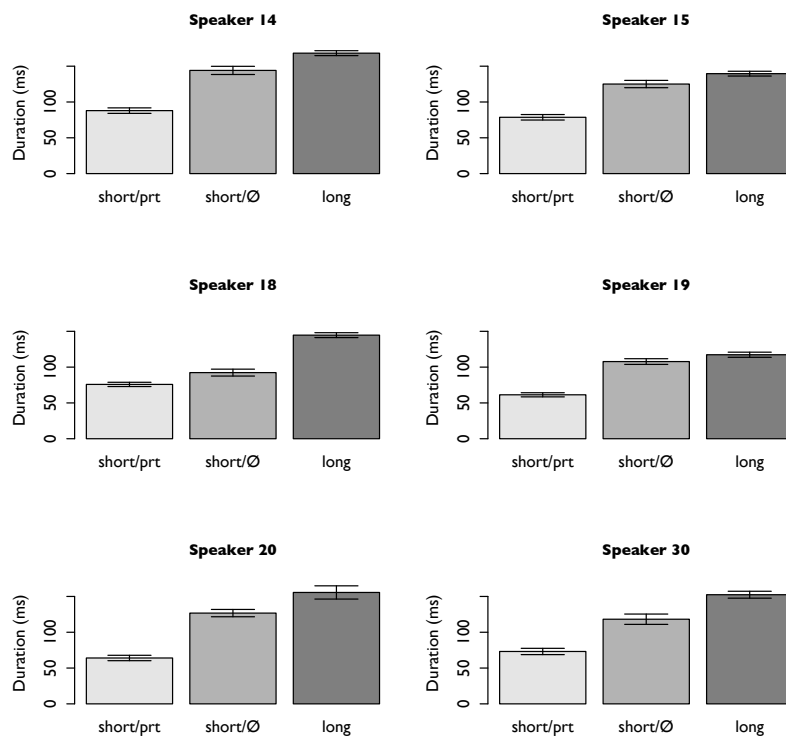 Speaker 14
Duration (ms)
0 50 100
short/prt short/Ø long
Speaker 15
Duration (ms)
0 50 100
short/prt short/Ø long
Speaker 18
Duration (ms)
0 50 100
short/prt short/Ø long
Speaker 19
Duration (ms)
0 50 100
short/prt short/Ø long
Speaker 20
Duration (ms)
0 50 100
short/prt short/Ø long
Speaker 30
Duration (ms)
0 50 100
short/prt short/Ø long